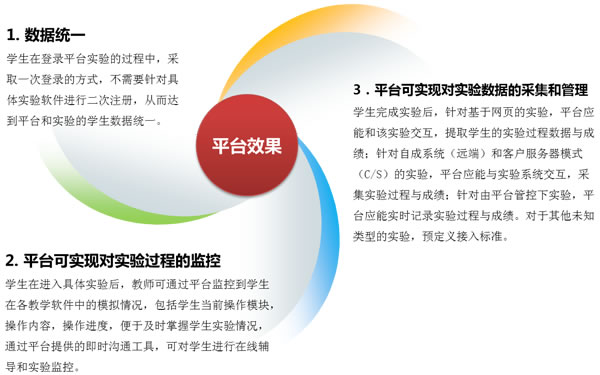 1. 数据统一
学生在登录平台实验的过程中，采
取一次登录的方式，不需要针对具
体实验软件进行二次注册，从而达
到平台和实验的学生数据统一。
平台效果
3．平台可实现对实验数据的采集和管理
学生完成实验后，针对基于网页的实验，平台应
能和该实验交互，提取学生的实验过程数据与成
绩；针对自成系统（远端）和客户服务器模式
（C/S）的实验，平台应能与实验系统交互，采
集实验过程与成绩；针对由平台管控下实验，平
台应能实时记录实验过程与成绩。对于其他未知
类型的实验，预定义接入标准。
2. 平台可实现对实验过程的监控
学生在进入具体实验后，教师可通过平台监控到学生
在各教学软件中的模拟情况，包括学生当前操作模块，
操作内容，操作进度，便于及时掌握学生实验情况，
通过平台提供的即时沟通工具，可对学生进行在线辅
导和实验监控。